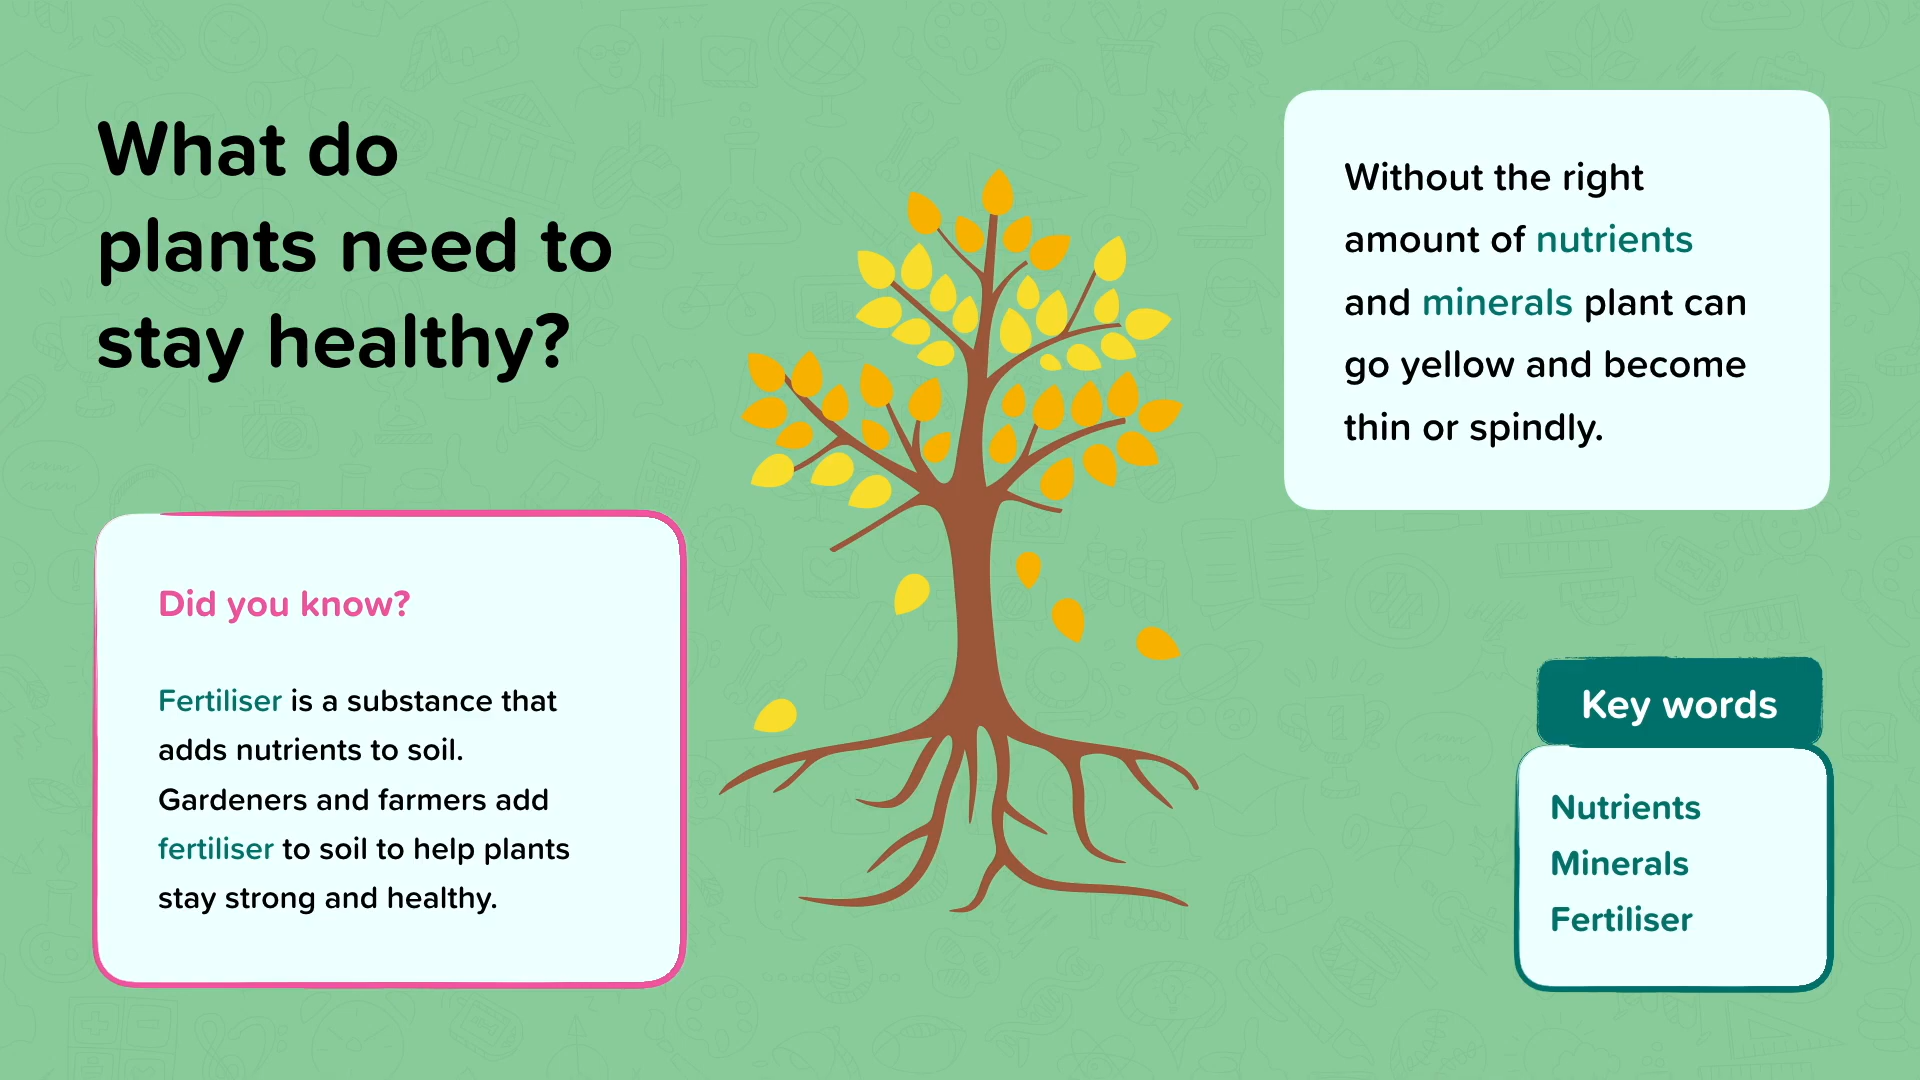 What do
plants need to
stay healthy?
Without the right
amount of nutrients
and minerals plant can
go yellow and become
thin or spindly.
Did you know?
Fertiliser is a substance that
adds nutrients to soil.
Gardeners and farmers add
fertiliser to soil to help plants
stay strong and healthy.
Key words
Nutrients
Minerals
Fertiliser